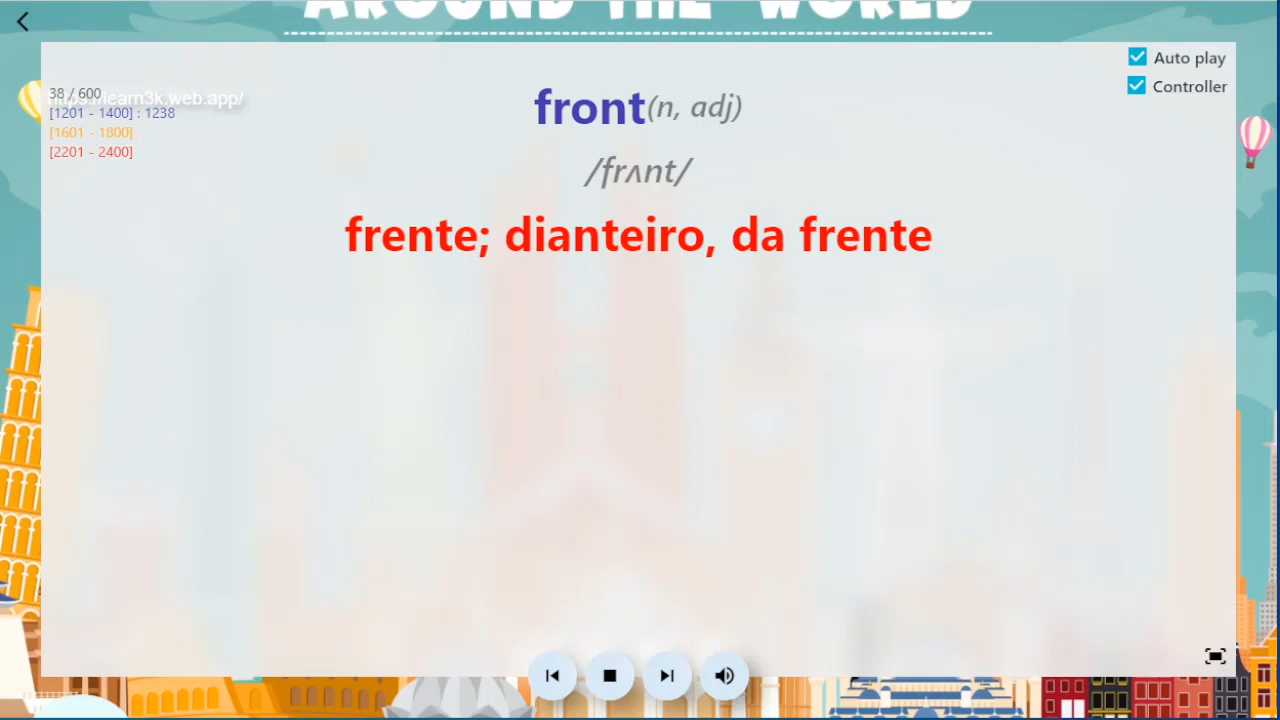 AROUND THE WORLD
Auto play
38 / 600
https://learn3k.web.app/
Controller
front(n, adj)
[1201 - 1400] : 1238
[1601 - 1800]
[2201 - 2400]
/frʌnt/
frente; dianteiro, da frente